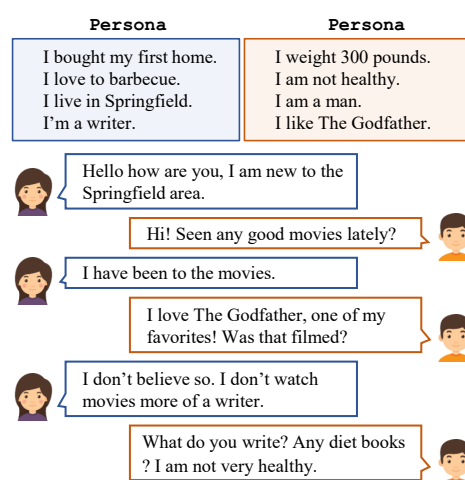 Persona
I bought my first home.
I love to barbecue.
I live in Springfield.
I'm a writer.
Persona
I weight 300 pounds.
I am not healthy.
I am a man.
I like The Godfather.
Hello how are you, I am new to the
Springfield area.
Hi! Seen any good movies lately?
I have been to the movies.
I love The Godfather, one of my
favorites! Was that filmed?
I don't believe so. I don't watch
movies more of a writer.
What do you write? Any diet books
? I am not very healthy.